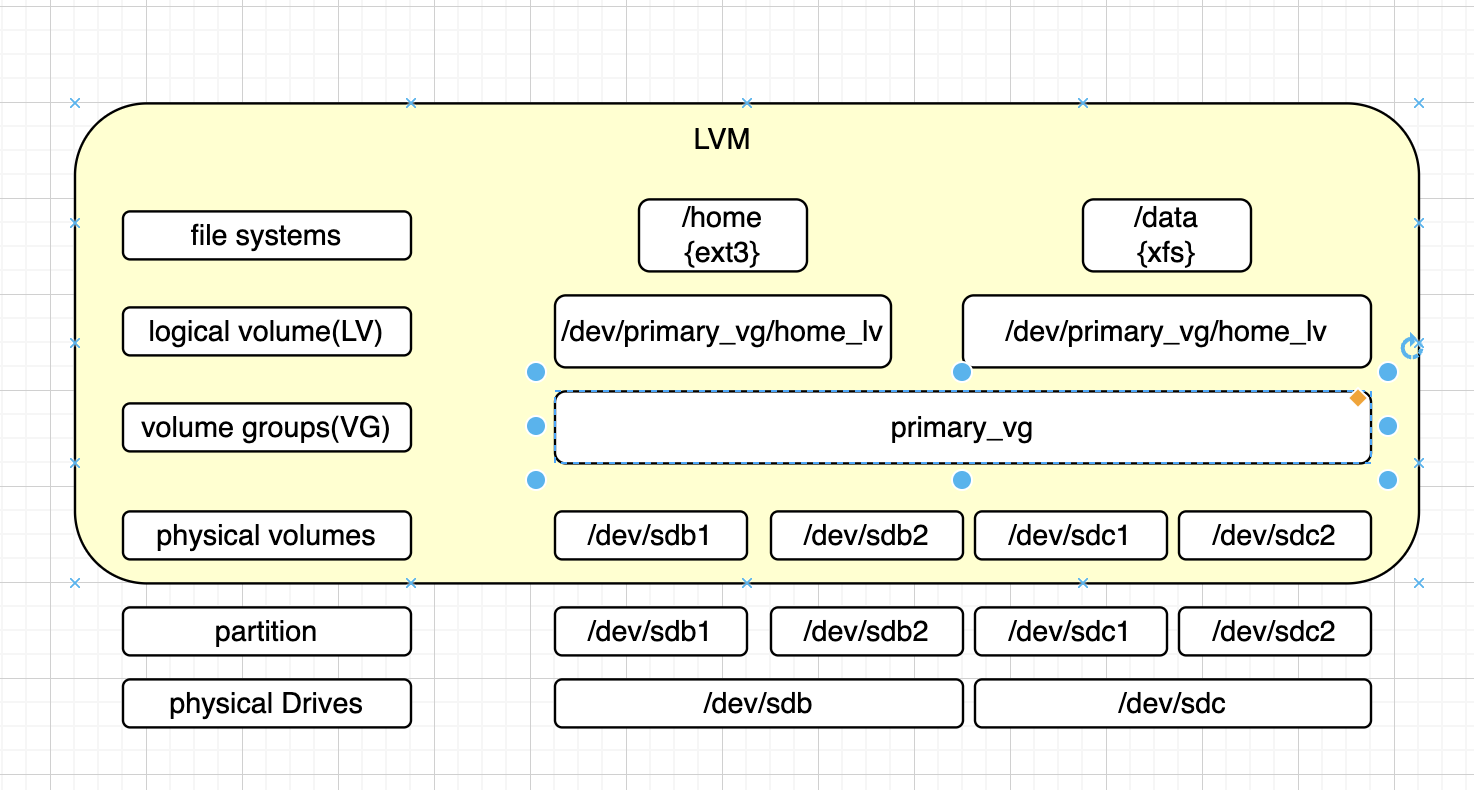 LVM
file systems
/home
{ext3}
/data
{xfs}
logical volume(LV)
/dev/primary_vg/home_lv
/dev/primary_vg/home_lv
volume groups(VG)
primary_vg
physical volumes
/dev/sdb1
/dev/sdb2
/dev/sdc1
/dev/sdc2
partition
/dev/sdb1
/dev/sdb2
/dev/sdc1
/dev/sdc2
physical Drives
/dev/sdb
/dev/sdc